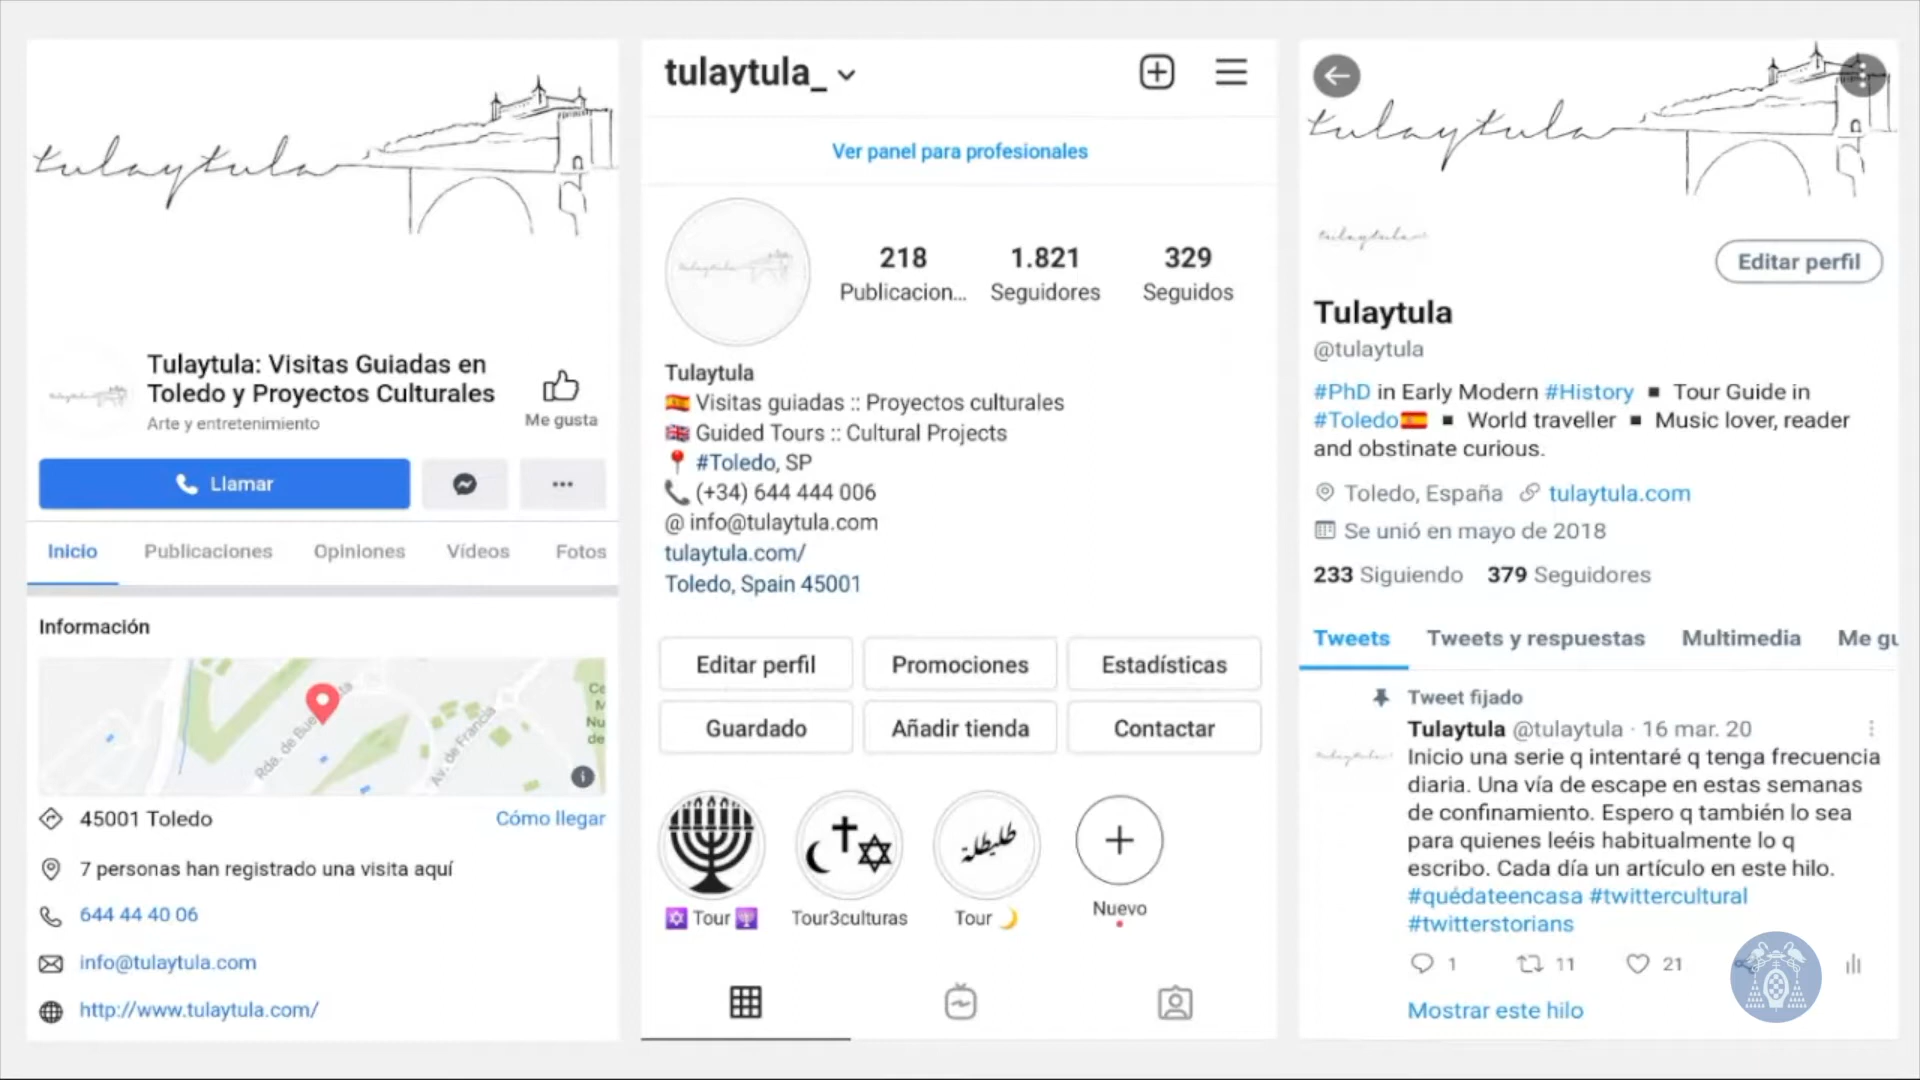 tulaytula
Tulaytula: Visitas Guiadas en
Toledo y Proyectos Culturales
Arte y entretenimiento
Me gusta
Llamar
Inicio
Publicaciones
Opiniones
Vídeos
Fotos
Información
Av. de Francia
45001 Toledo
Cómo llegar
7 personas han registrado una visita aquí
644 44 40 06
info@tulaytula.com
http://www.tulaytula.com/
tulaytula_
Ver panel para profesionales
218
1.821
329
Publicacion...
Seguidores
Seguidos
Tulaytula
🇪🇸 Visitas guiadas :: Proyectos culturales
🇬🇧 Guided Tours :: Cultural Projects
📍 #Toledo, SP
📞 (+34) 644 444 006
@ info@tulaytula.com
tulaytula.com/
Toledo, Spain 45001
Editar perfil
Promociones
Estadísticas
Guardado
Añadir tienda
Contactar
طليطلة
✡ Tour 🕎
Tour3culturas
Tour 🌙
Nuevo
tulaytula
tulaytula
Editar perfil
Tulaytula
@tulaytula
#PhD in Early Modern #History ▪ Tour Guide in
#Toledo🇪🇸 ▪ World traveller ▪ Music lover, reader
and obstinate curious.
Toledo, España tulaytula.com
Se unió en mayo de 2018
233 Siguiendo 379 Seguidores
Tweets
Tweets y respuestas
Multimedia
Me gu
Tweet fijado
Tulaytula @tulaytula · 16 mar. 20
Inicio una serie q intentaré q tenga frecuencia
diaria. Una vía de escape en estas semanas
de confinamiento. Espero q también lo sea
para quienes leéis habitualmente lo q
escribo. Cada día un artículo en este hilo.
#quédateencasa #twittercultural
#twitterstorians
1 11 21
Mostrar este hilo